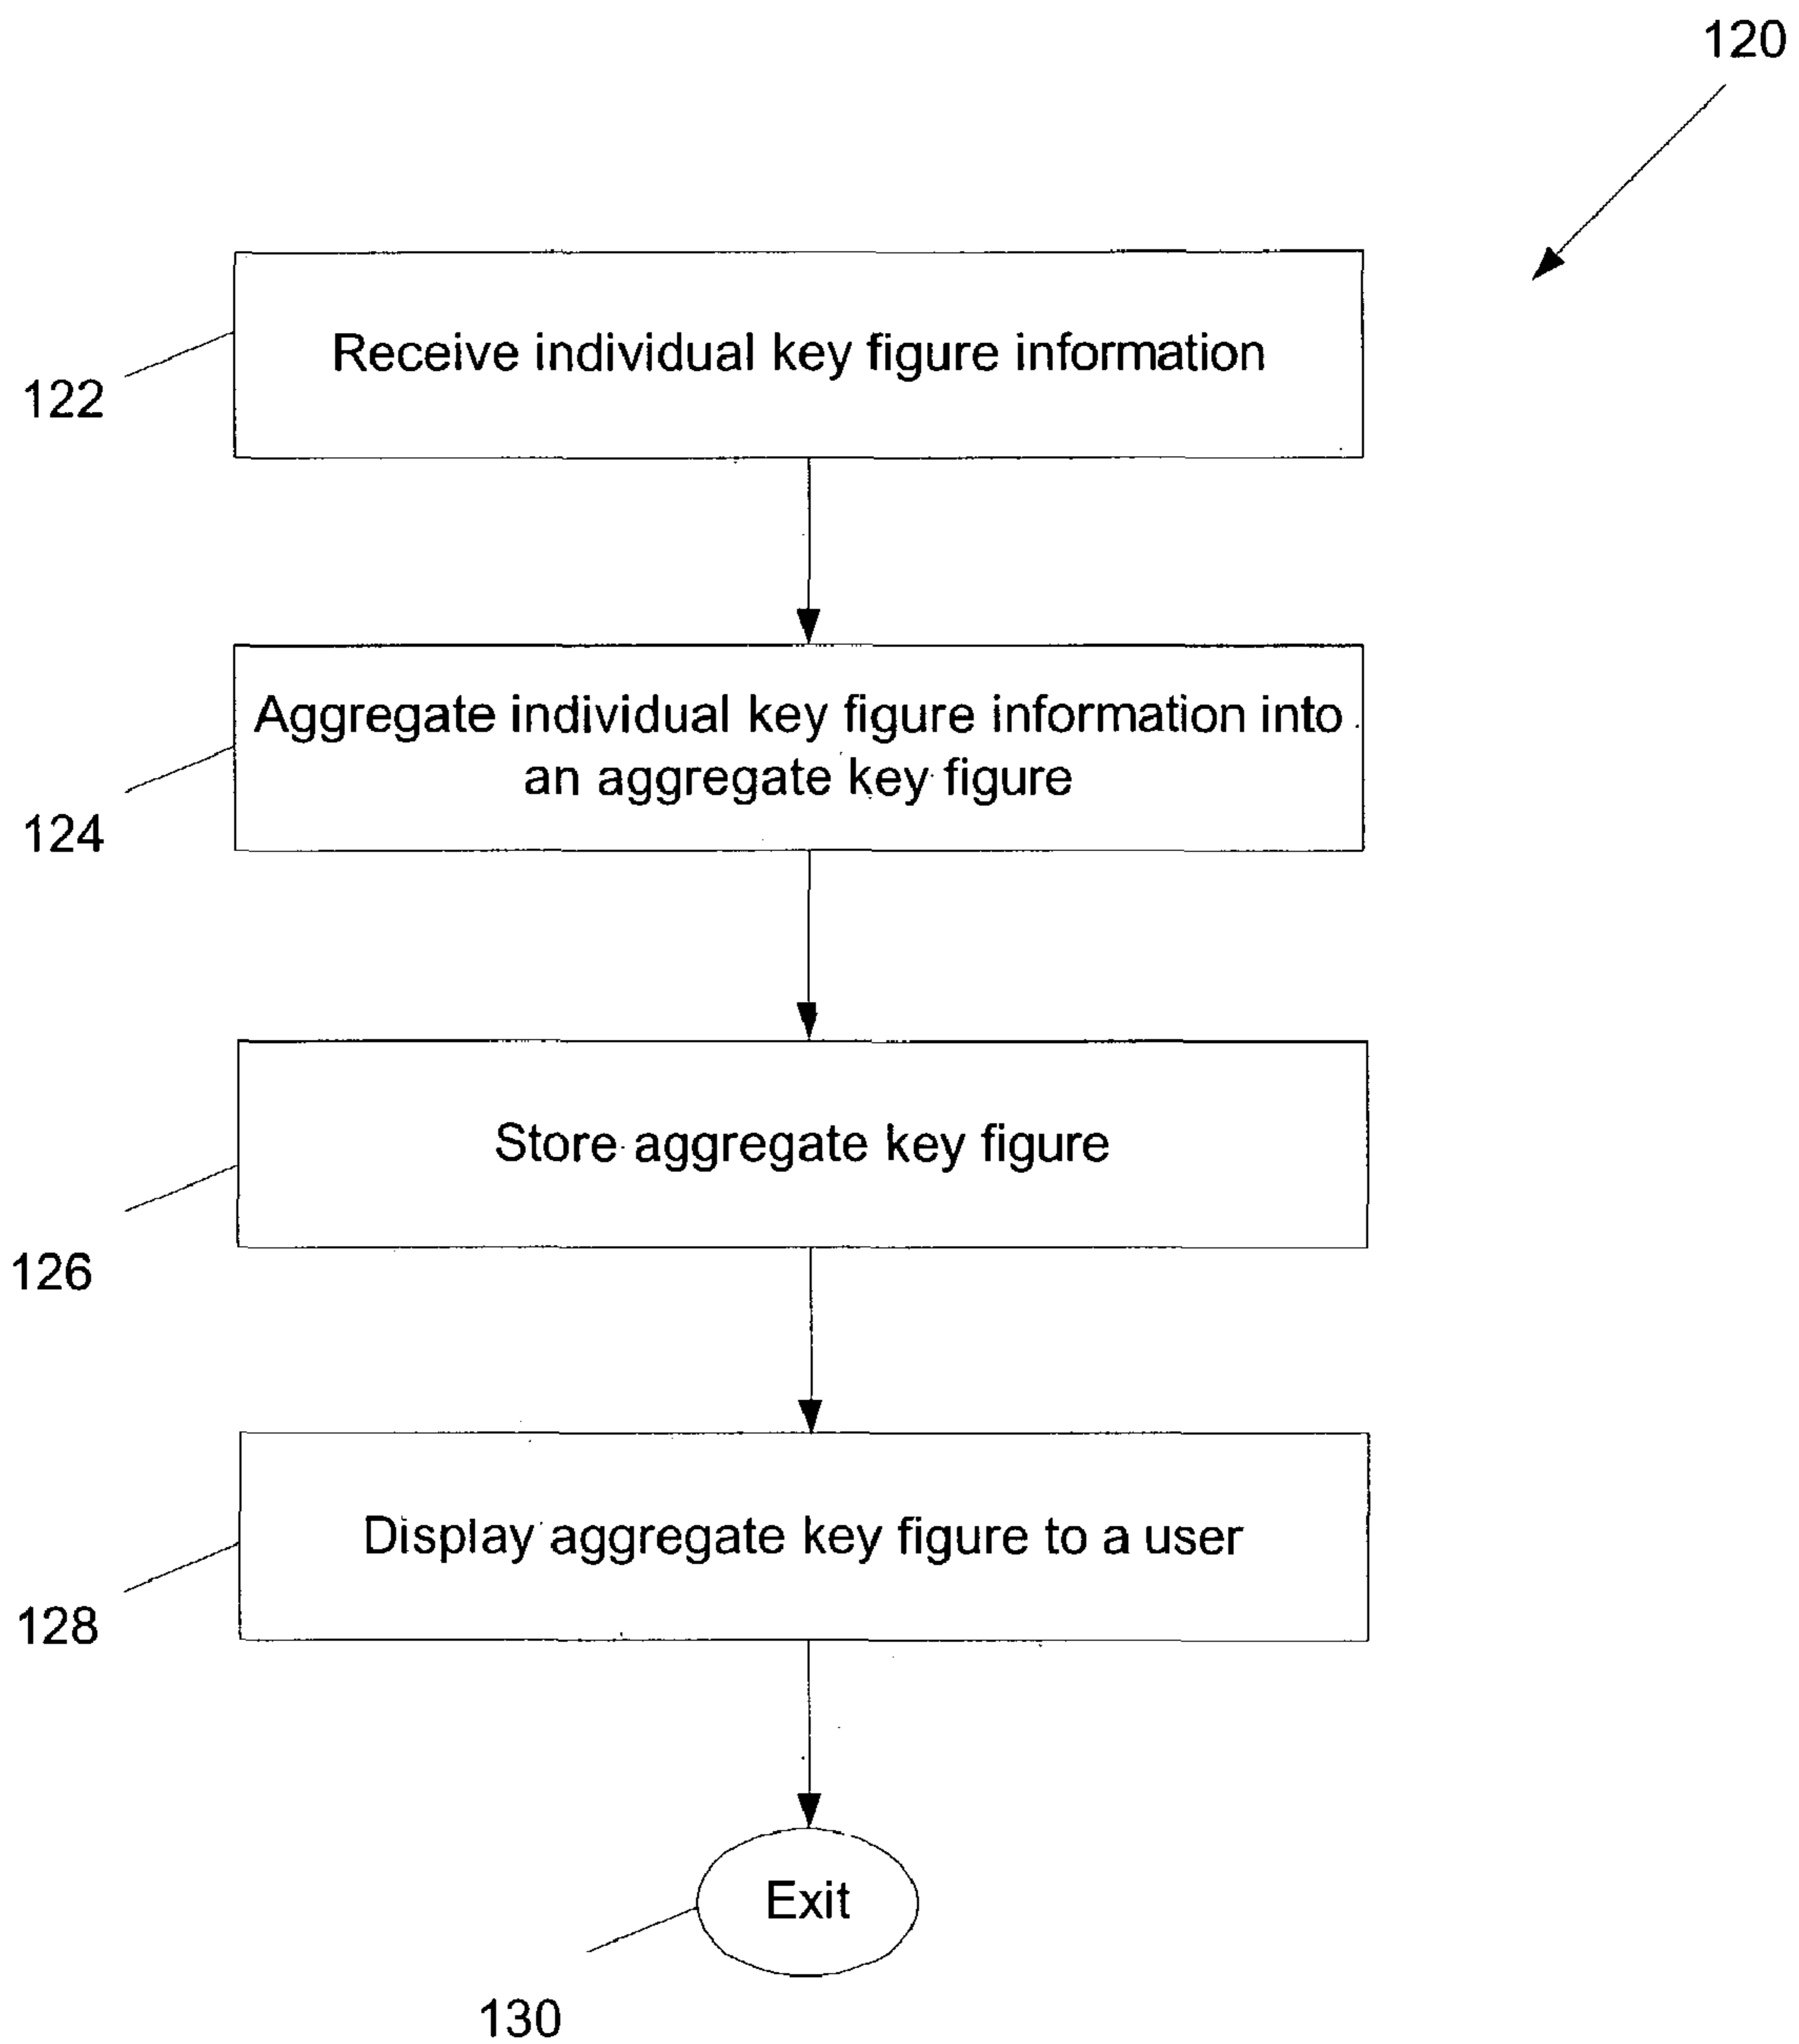 120
Receive individual key figure information
122
Aggregate individual key figure information into
an aggregate key figure
124
Store aggregate key figure
126
Display aggregate key figure to a user
128
Exit
130